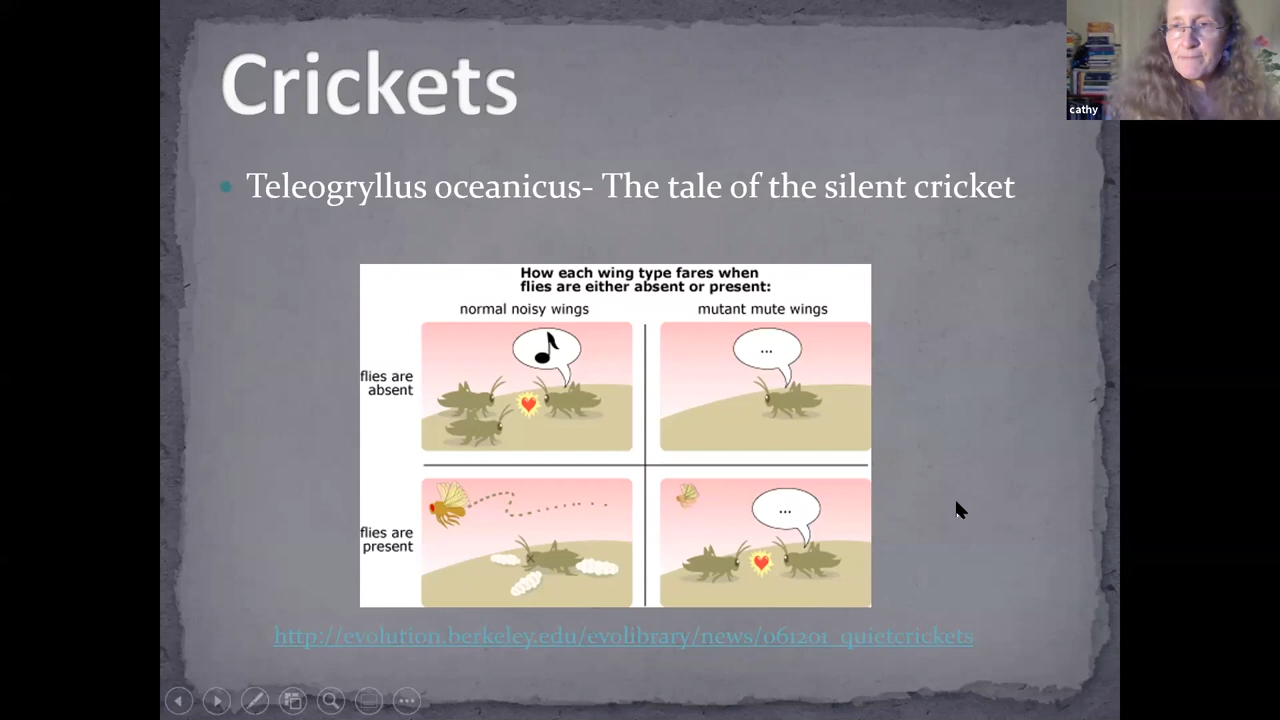 Crickets
cathy
Teleogryllus oceanicus- The tale of the silent cricket
How each wing type fares when
flies are either absent or present:
normal noisy wings
mutant mute wings
...
flies are
absent
flies are
present
...
http://evolution.berkeley.edu/evolibrary/news/061201_quietcrickets